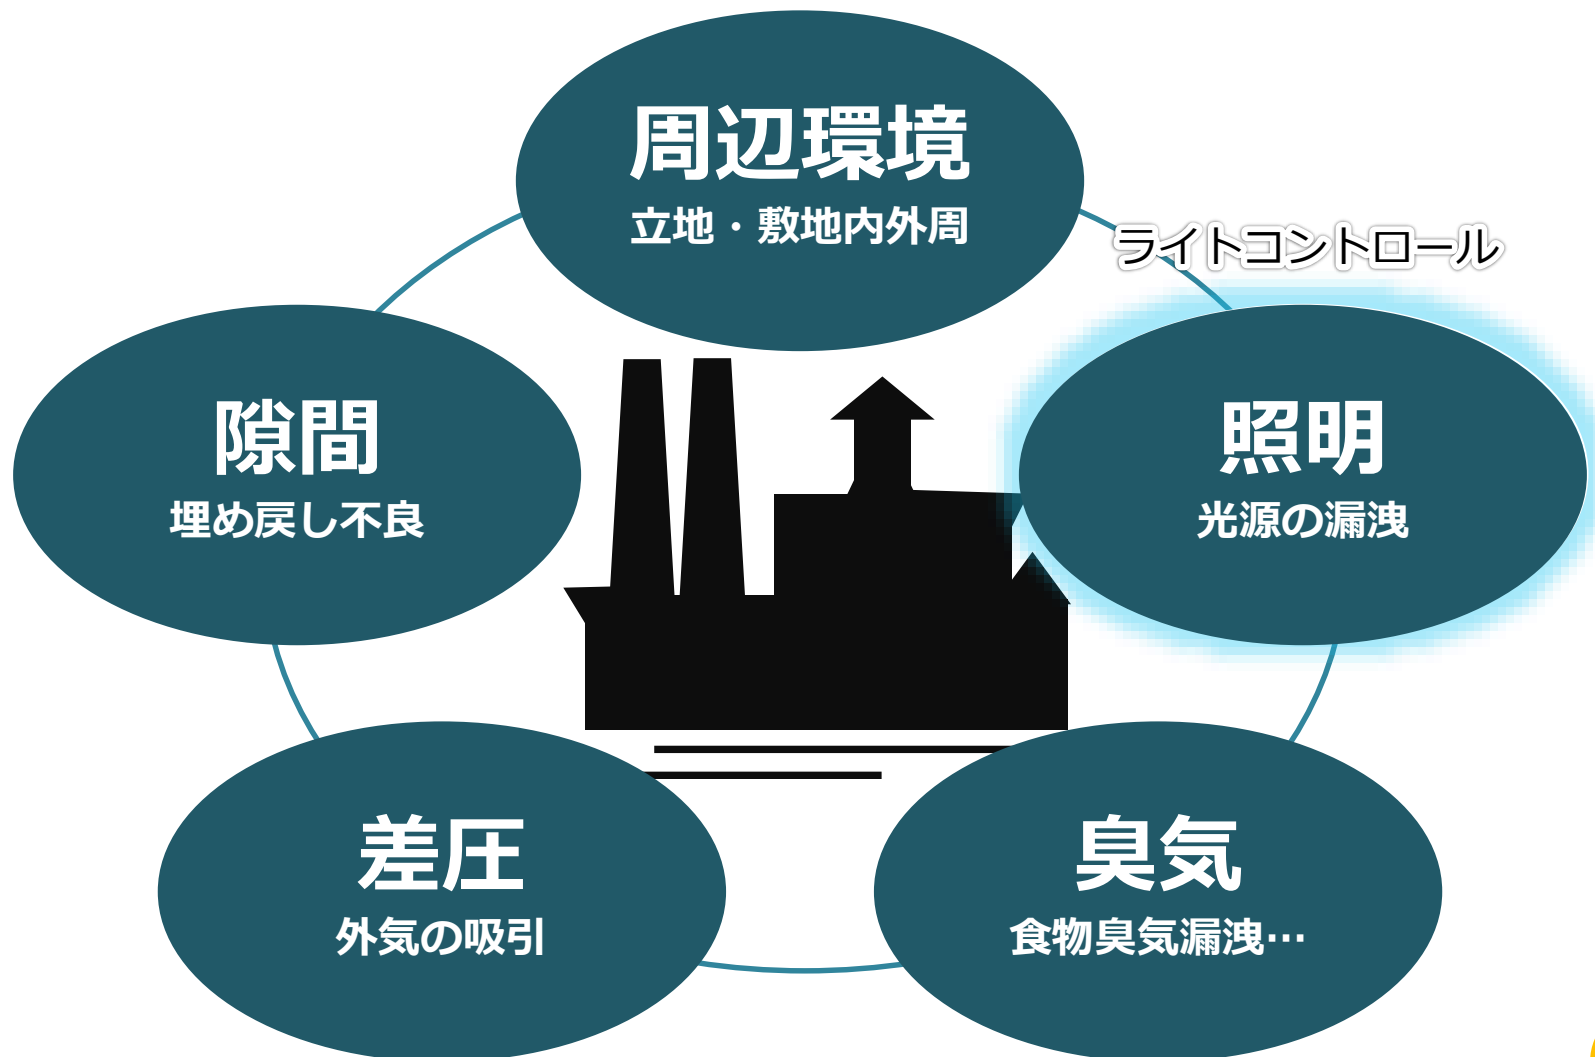 周辺環境
立地・敷地内外周
ライトコントロール
隙間
埋め戻し不良
照明
光源の漏洩
差圧
外気の吸引
臭気
食物臭気漏洩…